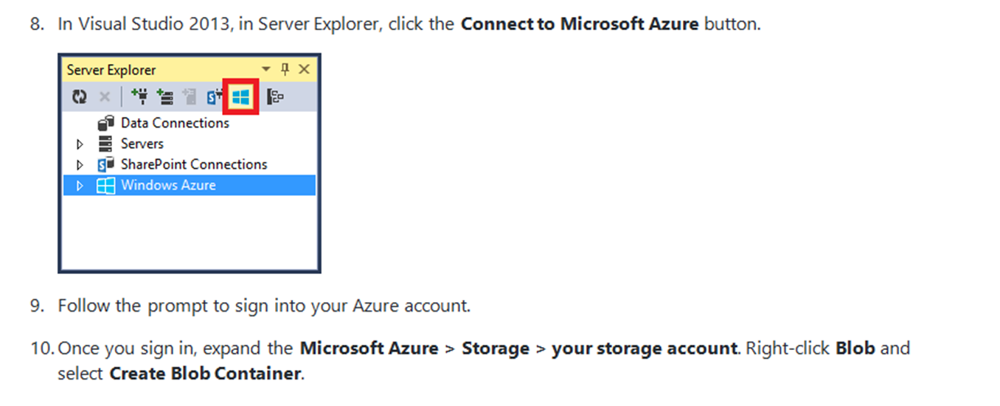 8. In Visual Studio 2013, in Server Explorer, click the Connect to Microsoft Azure button.
Server Explorer
Data Connections
Servers
SharePoint Connections
Windows Azure
9. Follow the prompt to sign into your Azure account.
10. Once you sign in, expand the Microsoft Azure > Storage > your storage account. Right-click Blob and
select Create Blob Container.